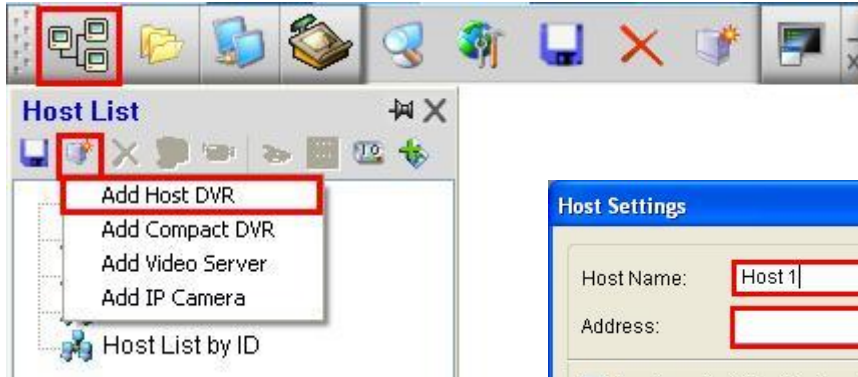 Host List
Add Host DVR
Add Compact DVR
Add Video Server
Add IP Camera
Host List by ID
Host Settings
Host Name: Host 1
Address: